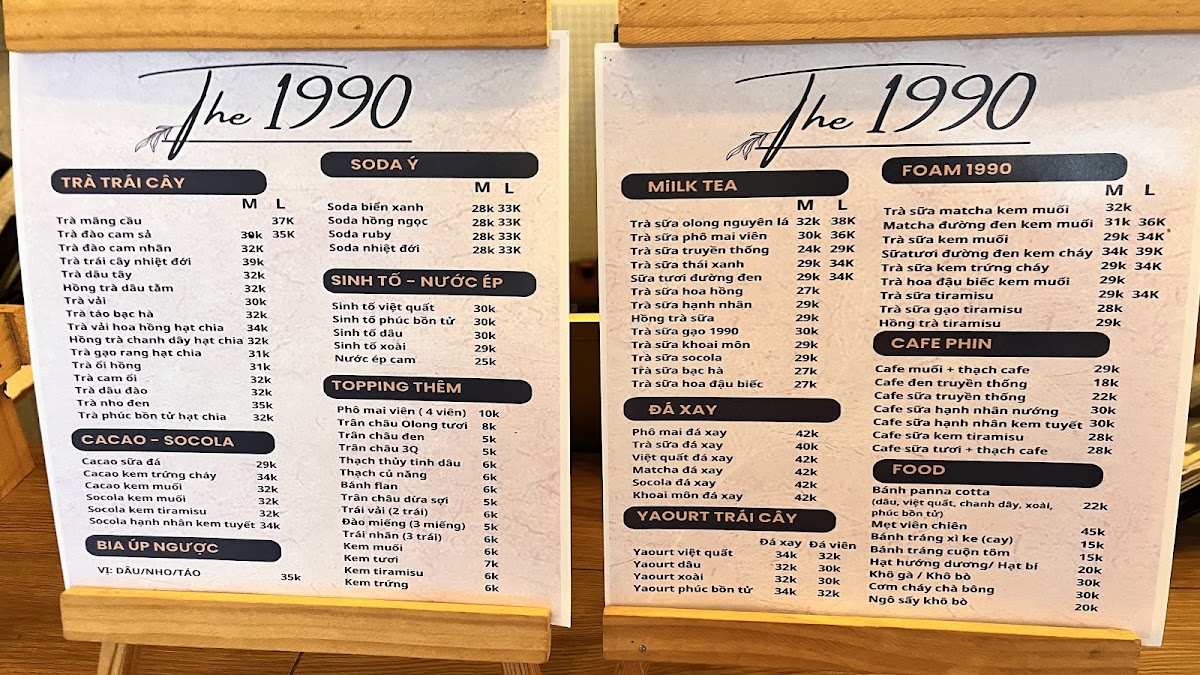 The 1990
TRÀ TRÁI CÂY
M L
Trà mãng cầu 37K
Trà đào cam sả 39k 35K
Trà đào cam nhãn 32K
Trà trái cây nhiệt đới 39k
Trà dâu tây 32k
Hồng trà dâu tằm 32k
Trà vải 30k
Trà táo bạc hà 32k
Trà vải hoa hồng hạt chia 34k
Hồng trà chanh dây hạt chia 32k
Trà gạo rang hạt chia 31k
Trà ổi hồng 31k
Trà cam ổi 32k
Trà dâu đào 32k
Trà nho đen 35k
Trà phúc bồn tử hạt chia 32k
CACAO - SOCOLA
Cacao sữa đá 29k
Cacao kem trứng cháy 34k
Cacao kem muối 32k
Socola kem muối 32k
Socola kem tiramisu 32k
Socola hạnh nhân kem tuyết 34k
BIA ÚP NGƯỢC
VỊ: DÂU/NHO/TÁO 35k
SODA Ý
M L
Soda biển xanh 28k 33K
Soda hồng ngọc 28k 33K
Soda ruby 28k 33K
Soda nhiệt đới 28k 33K
SINH TỐ - NƯỚC ÉP
Sinh tố việt quất 30k
Sinh tố phúc bồn tử 30k
Sinh tố dâu 30k
Sinh tố xoài 29k
Nước ép cam 25k
TOPPING THÊM
Phô mai viên ( 4 viên) 10k
Trân châu Olong tươi 8k
Trân châu đen 5k
Trân châu 3Q 5k
Thạch thủy tinh dâu 6k
Thạch củ năng 6k
Bánh flan 6k
Trân châu dừa sợi 5k
Trái vải (2 trái) 6k
Đào miếng (3 miếng) 5k
Trái nhãn (3 trái) 6k
Kem muối 6k
Kem tươi 7k
Kem tiramisu 6k
Kem trứng 6k
The 1990
MiILK TEA
M L
Trà sữa olong nguyên lá 32k 38K
Trà sữa phô mai viên 30k 36K
Trà sữa truyền thống 24k 29K
Trà sữa thái xanh 29k 34K
Sữa tươi đường đen 29k 34K
Trà sữa hoa hồng 27k
Trà sữa hạnh nhân 29k
Hồng trà sữa 29k
Trà sữa gạo 1990 30k
Trà sữa khoai môn 29k
Trà sữa socola 29k
Trà sữa bạc hà 27k
Trà sữa hoa đậu biếc 27k
ĐÁ XAY
Phô mai đá xay 42k
Trà sữa đá xay 40k
Việt quất đá xay 42k
Matcha đá xay 42k
Socola đá xay 42k
Khoai môn đá xay 42k
YAOURT TRÁI CÂY
Đá xay Đá viên
Yaourt việt quất 34k 32k
Yaourt dâu 32k 30k
Yaourt xoài 32k 30k
Yaourt phúc bồn tử 34k 32k
FOAM 1990
M L
Trà sữa matcha kem muối 32k
Matcha đường đen kem muối 31k 36K
Trà sữa kem muối 29k 34K
Sữatươi đường đen kem cháy 34k 39K
Trà sữa kem trứng cháy 29k 34K
Trà hoa đậu biếc kem muối 29k
Trà sữa tiramisu 29k 34K
Trà sữa gạo tiramisu 28k
Hồng trà tiramisu 29k
CAFE PHIN
Cafe muối + thạch cafe 29k
Cafe đen truyền thống 18k
Cafe sữa truyền thống 22k
Cafe sữa hạnh nhân nướng 30k
Cafe sữa hạnh nhân kem tuyết 30k
Cafe sữa kem tiramisu 28k
Cafe sữa tươi + thạch cafe 28k
FOOD
Bánh panna cotta
(dâu, việt quất, chanh dây, xoài, 22k
phúc bồn tử)
Mẹt viên chiên 45k
Bánh tráng xì ke (cay) 15k
Bánh tráng cuộn tôm 15k
Hạt hướng dương/ Hạt bí 20k
Khô gà / Khô bò 30k
Cơm cháy chà bông 30k
Ngô sấy khô bò 20k